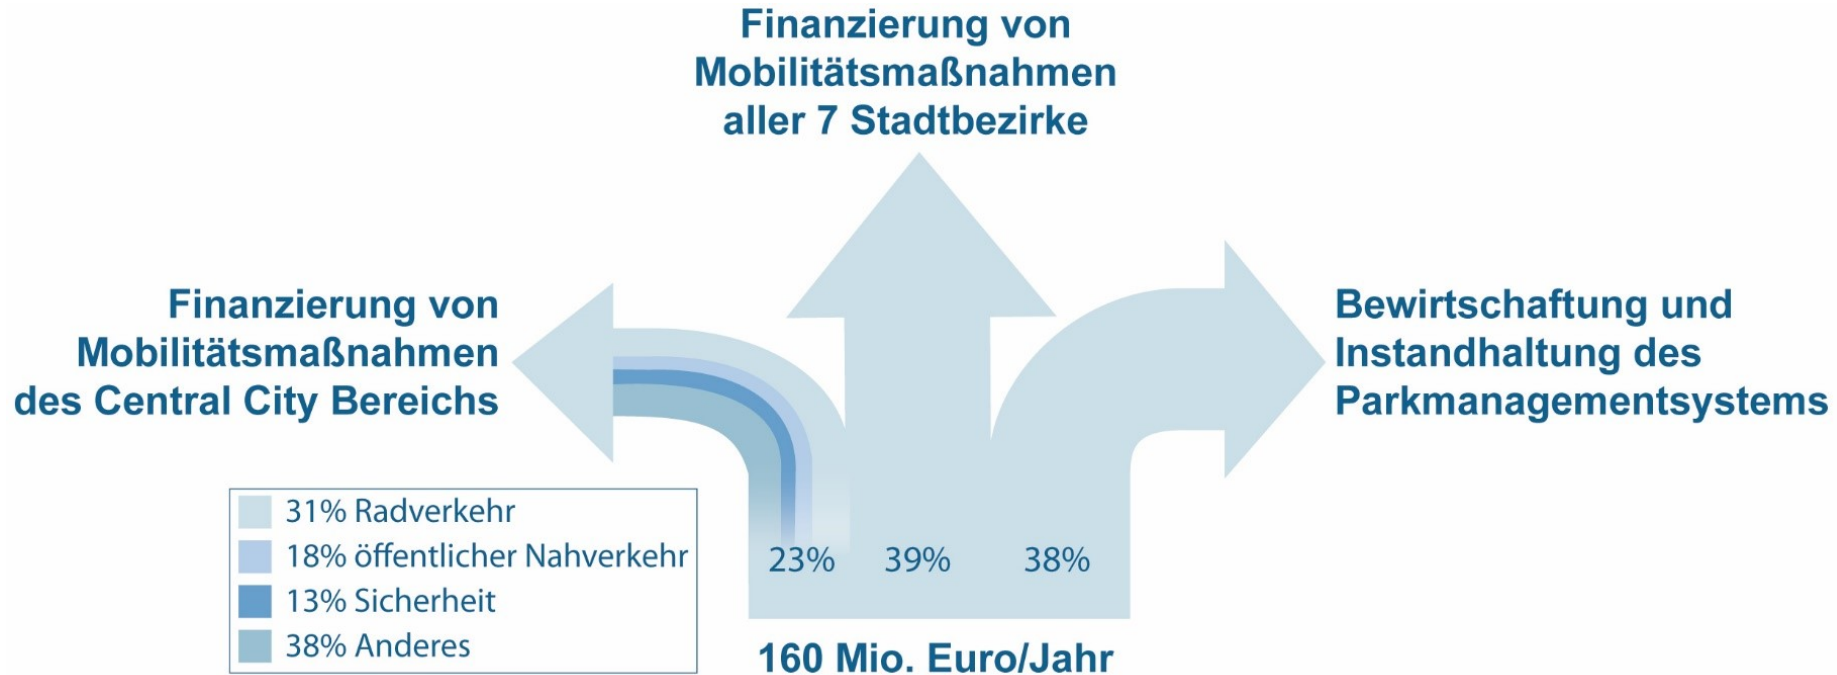 Finanzierung von
Mobilitätsmaßnahmen
aller 7 Stadtbezirke
Finanzierung von
Mobilitätsmaßnahmen
des Central City Bereichs
Bewirtschaftung und
Instandhaltung des
Parkmanagementsystems
31% Radverkehr
18% öffentlicher Nahverkehr
13% Sicherheit
38% Anderes
23% 39% 38%
160 Mio. Euro/Jahr